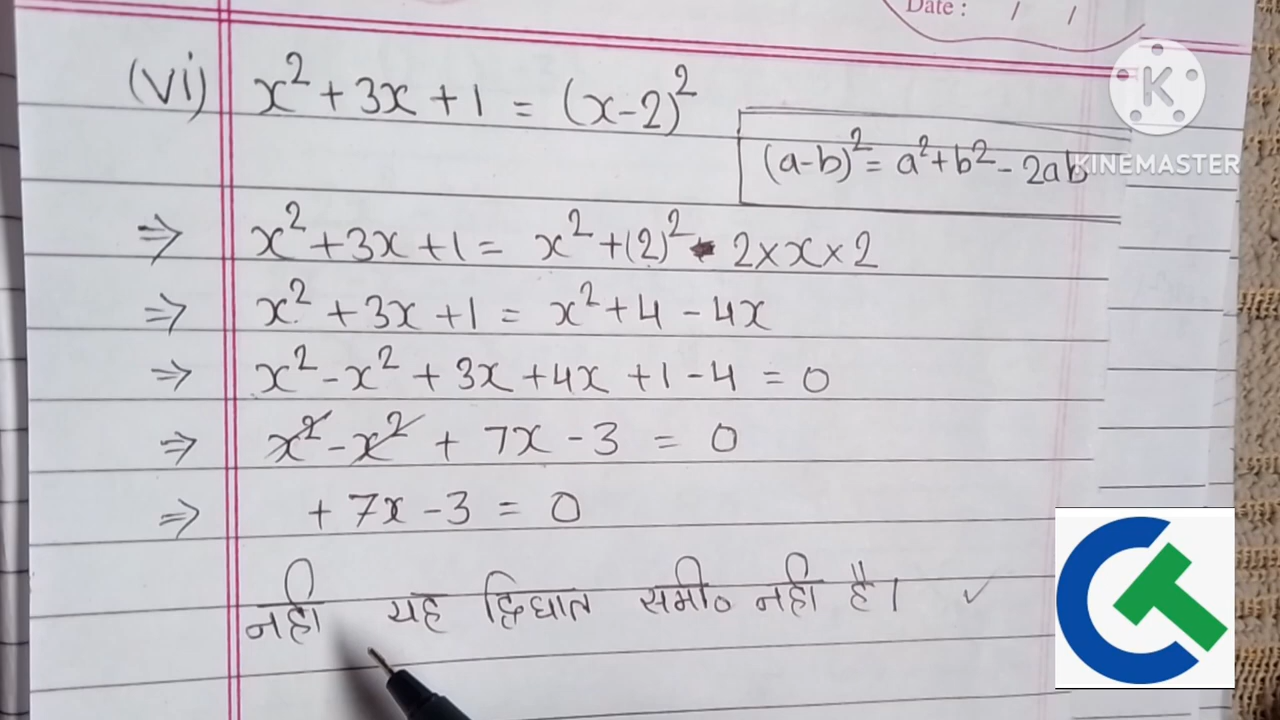 Date : / /
(vi) x² + 3x + 1 = (x-2)²
(a-b)² = a² + b² - 2ab
KINEMASTER
⇒ x² + 3x + 1 = x² + (2)² - 2 × x × 2
⇒ x² + 3x + 1 = x² + 4 - 4x
⇒ x² - x² + 3x + 4x + 1 - 4 = 0
⇒ x² - x² + 7x - 3 = 0
⇒ + 7x - 3 = 0
नही यह द्विघात समी० नही है। ✓